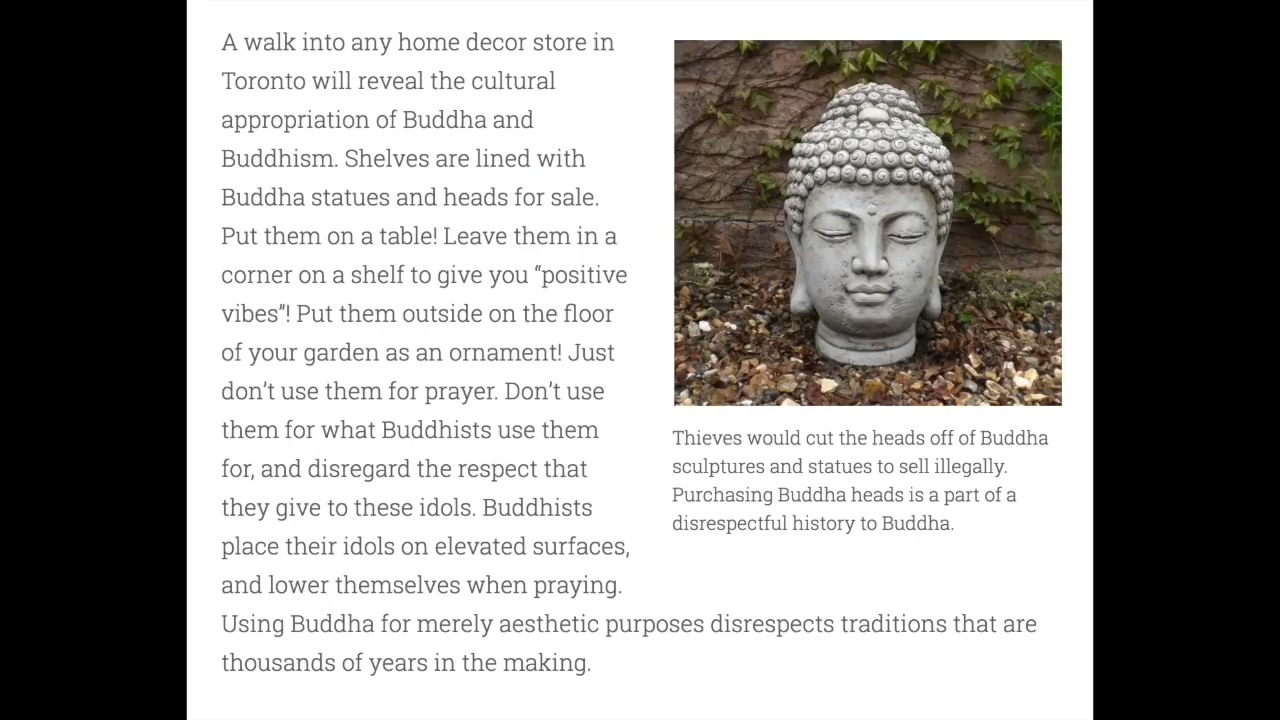 A walk into any home decor store in
Toronto will reveal the cultural
appropriation of Buddha and
Buddhism. Shelves are lined with
Buddha statues and heads for sale.
Put them on a table! Leave them in a
corner on a shelf to give you “positive
vibes”! Put them outside on the floor
of your garden as an ornament! Just
don’t use them for prayer. Don’t use
them for what Buddhists use them
for, and disregard the respect that
they give to these idols. Buddhists
place their idols on elevated surfaces,
and lower themselves when praying.
Using Buddha for merely aesthetic purposes disrespects traditions that are
thousands of years in the making.
Thieves would cut the heads off of Buddha
sculptures and statues to sell illegally.
Purchasing Buddha heads is a part of a
disrespectful history to Buddha.